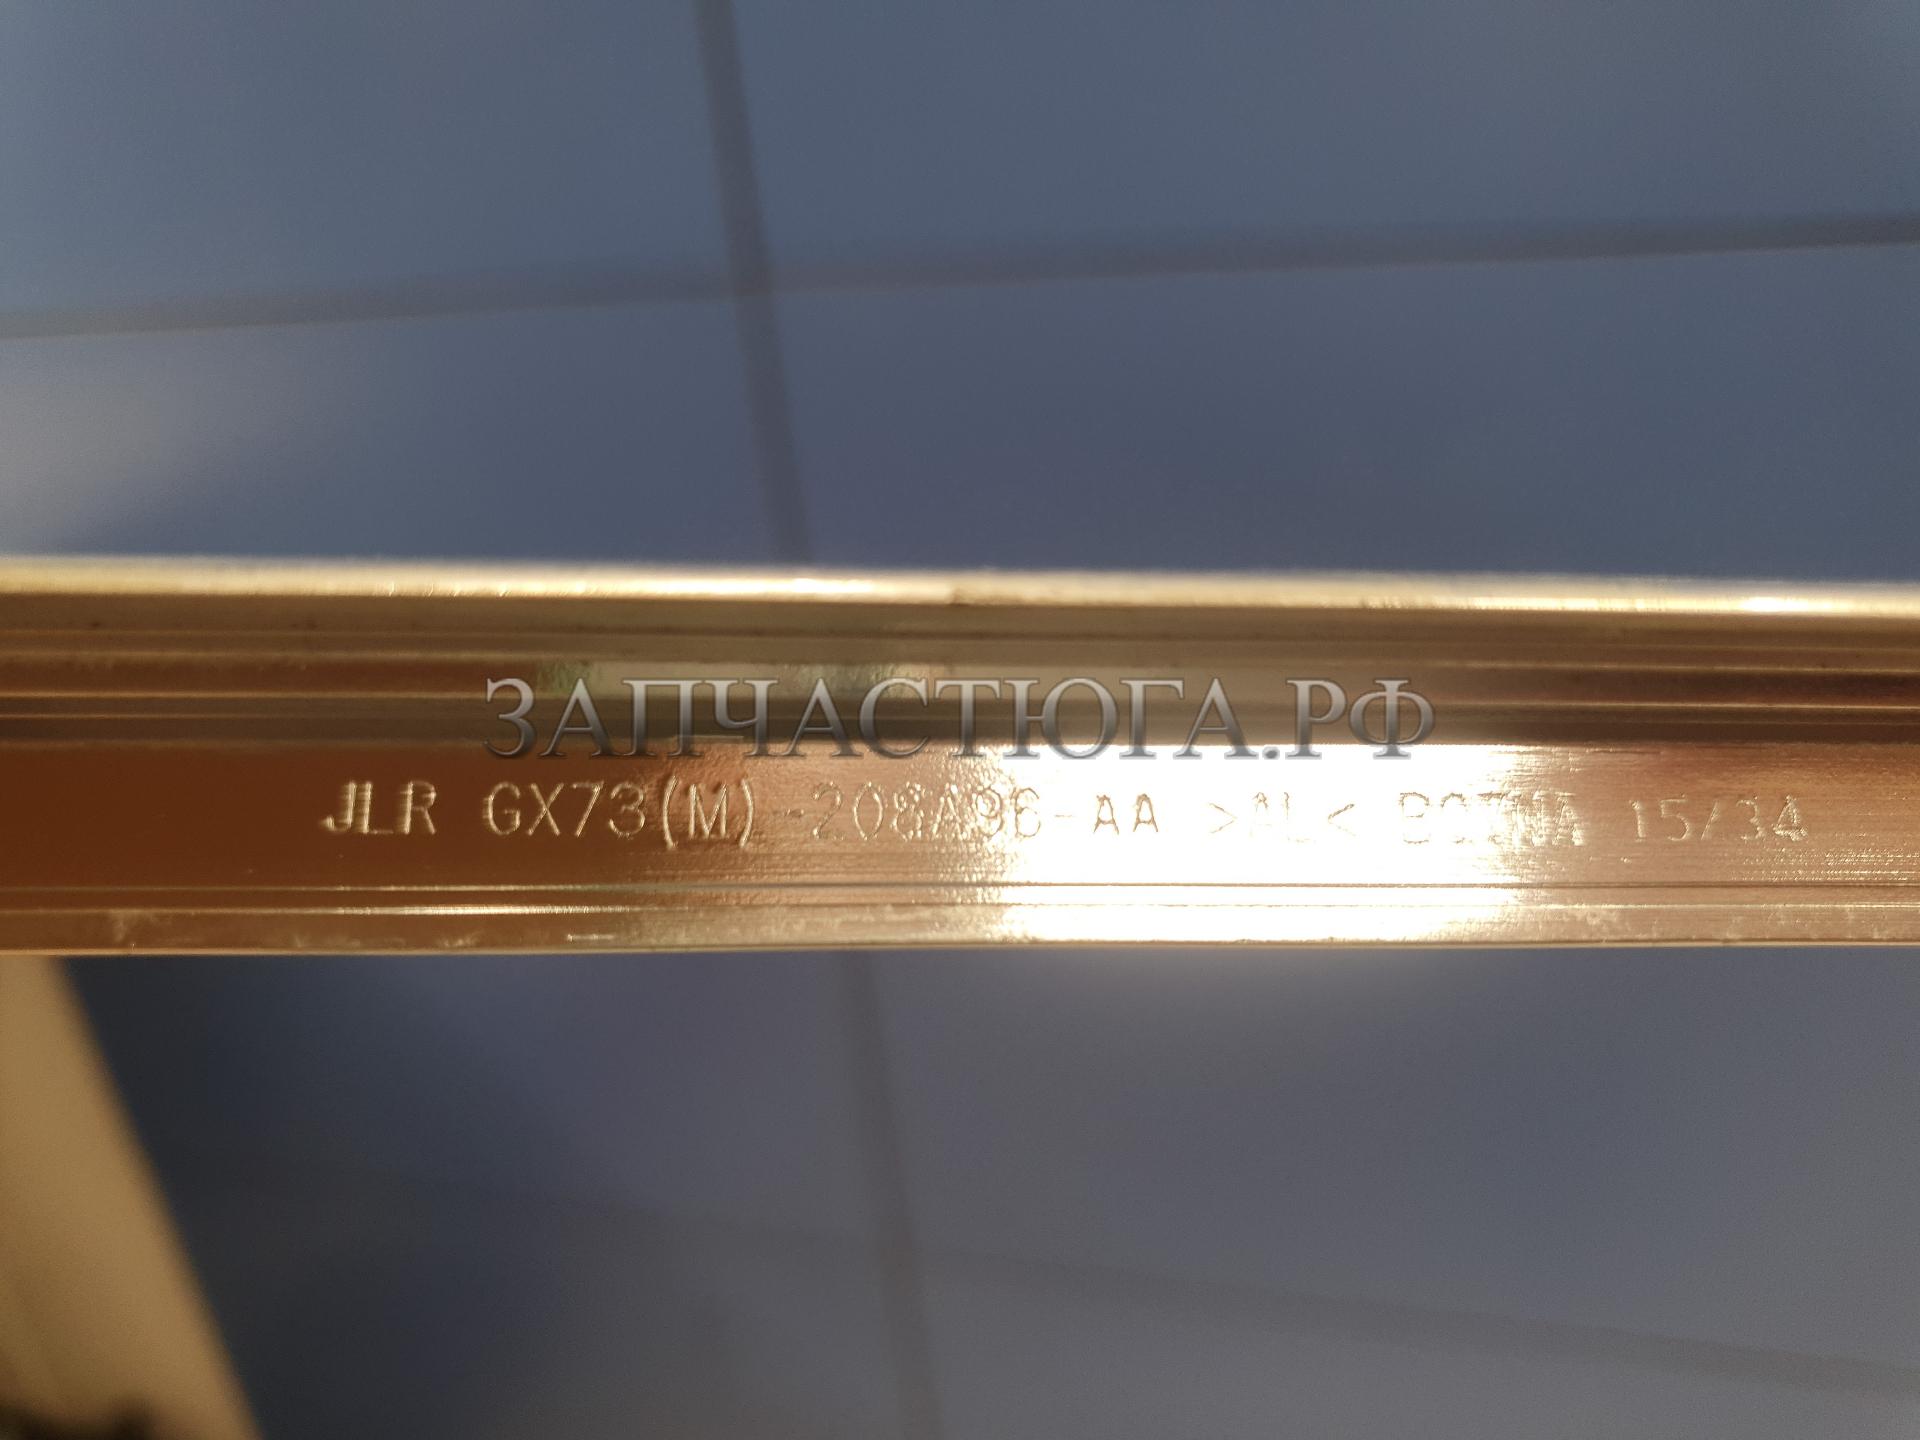 ЗАПЧАСТЮГА.РФ
JLR GX73(M)-208A96-AA >AL< 15/34